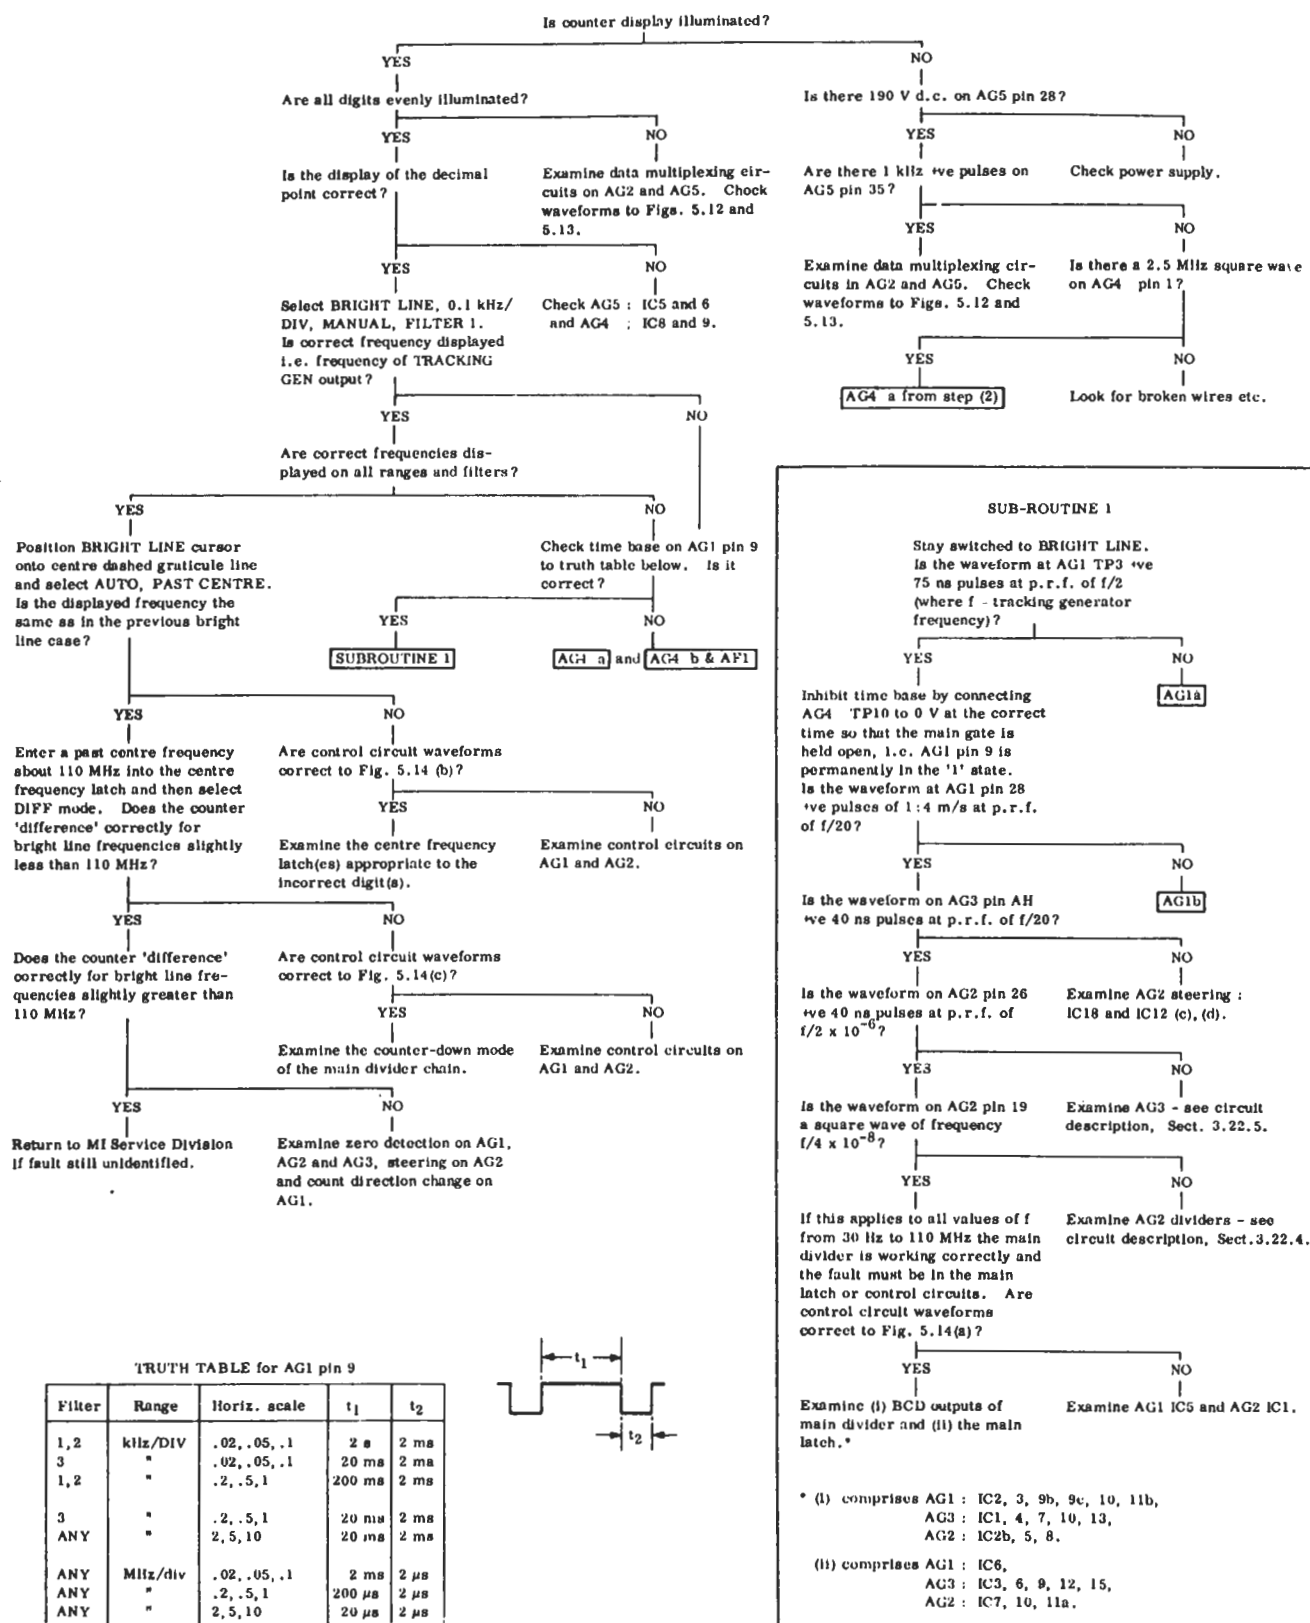 Is counter display illuminated?
YES
NO
Are all digits evenly illuminated?
Is there 190 V d.c. on AG5 pin 28?
YES
NO
YES
NO
Is the display of the decimal
point correct?
Examine data multiplexing cir-
cuits on AG2 and AG5. Chock
waveforms to Figs. 5.12 and
5.13.
Are there 1 kHz +ve pulses on
AG5 pin 35?
Check power supply.
YES
NO
YES
NO
Select BRIGHT LINE, 0.1 kHz/
DIV, MANUAL, FILTER 1.
Is correct frequency displayed
i.e. frequency of TRACKING
GEN output?
Check AG5 : IC5 and 6
and AG4 ; IC8 and 9.
Examine data multiplexing cir-
cuits in AG2 and AG5. Check
waveforms to Figs. 5.12 and
5.13.
Is there a 2.5 MHz square wave
on AG4 pin 1?
YES
NO
AG4 a from step (2)
Look for broken wires etc.
YES
NO
Are correct frequencies dis-
played on all ranges and filters?
YES
NO
Position BRIGHT LINE cursor
onto centre dashed graticule line
and select AUTO, PAST CENTRE.
Is the displayed frequency the
same as in the previous bright
line case?
Check time base on AG1 pin 9
to truth table below. Is it
correct?
YES
NO
SUBROUTINE 1
AG4 a and AG4 b & AF1
YES
NO
Enter a past centre frequency
about 110 MHz into the centre
frequency latch and then select
DIFF mode. Does the counter
'difference' correctly for
bright line frequencies slightly
less than 110 MHz?
Are control circuit waveforms
correct to Fig. 5.14 (b)?
YES
NO
Examine the centre frequency
latch(es) appropriate to the
incorrect digit(s).
Examine control circuits on
AG1 and AG2.
YES
NO
Does the counter 'difference'
correctly for bright line fre-
quencies slightly greater than
110 MHz?
Are control circuit waveforms
correct to Fig. 5.14(c)?
YES
NO
Examine the counter-down mode
of the main divider chain.
Examine control circuits on
AG1 and AG2.
YES
NO
Return to MI Service Division
if fault still unidentified.
Examine zero detection on AG1,
AG2 and AG3, steering on AG2
and count direction change on
AG1.
SUB-ROUTINE 1
Stay switched to BRIGHT LINE.
Is the waveform at AG1 TP3 +ve
75 ns pulses at p.r.f. of f/2
(where f - tracking generator
frequency)?
YES
NO
AG1a
Inhibit time base by connecting
AG4 TP10 to 0 V at the correct
time so that the main gate is
held open, i.e. AG1 pin 9 is
permanently in the '1' state.
Is the waveform at AG1 pin 28
+ve pulses of 1:4 m/s at p.r.f.
of f/20?
YES
NO
AG1b
Is the waveform on AG3 pin AH
+ve 40 ns pulses at p.r.f. of f/20?
YES
NO
Is the waveform on AG2 pin 26
+ve 40 ns pulses at p.r.f. of
f/2 x 10⁻⁶?
Examine AG2 steering :
IC18 and IC12 (c), (d).
YES
NO
Is the waveform on AG2 pin 19
a square wave of frequency
f/4 x 10⁻⁸?
Examine AG3 - see circuit
description, Sect. 3.22.5.
YES
NO
If this applies to all values of f
from 30 Hz to 110 MHz the main
divider is working correctly and
the fault must be in the main
latch or control circuits. Are
control circuit waveforms
correct to Fig. 5.14(a)?
Examine AG2 dividers - see
circuit description, Sect.3.22.4.
YES
NO
Examine (i) BCD outputs of
main divider and (ii) the main
latch.*
Examine AG1 IC5 and AG2 IC1.
* (i) comprises AG1 : IC2, 3, 9b, 9c, 10, 11b,
AG3 : IC1, 4, 7, 10, 13,
AG2 : IC2b, 5, 8.
(ii) comprises AG1 : IC6,
AG3 : IC3, 6, 9, 12, 15,
AG2 : IC7, 10, 11a.
TRUTH TABLE for AG1 pin 9
Filter Range Horiz. scale t₁ t₂
1,2 kHz/DIV .02, .05, .1 2 s 2 ms
3 " .02, .05, .1 20 ms 2 ms
1,2 " .2, .5, 1 200 ms 2 ms
3 " .2, .5, 1 20 ms 2 ms
ANY " 2, 5, 10 20 ms 2 ms
ANY MHz/div .02, .05, .1 2 ms 2 µs
ANY " .2, .5, 1 200 µs 2 µs
ANY " 2, 5, 10 20 µs 2 µs
t₁
t₂